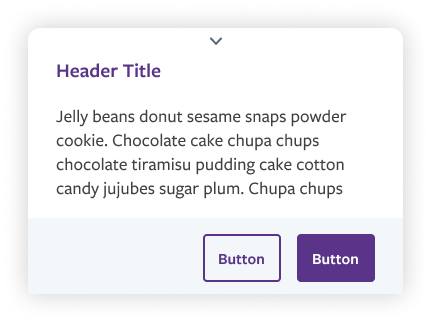 Header Title
Jelly beans donut sesame snaps powder
cookie. Chocolate cake chupa chups
chocolate tiramisu pudding cake cotton
candy jujubes sugar plum. Chupa chups
Button
Button